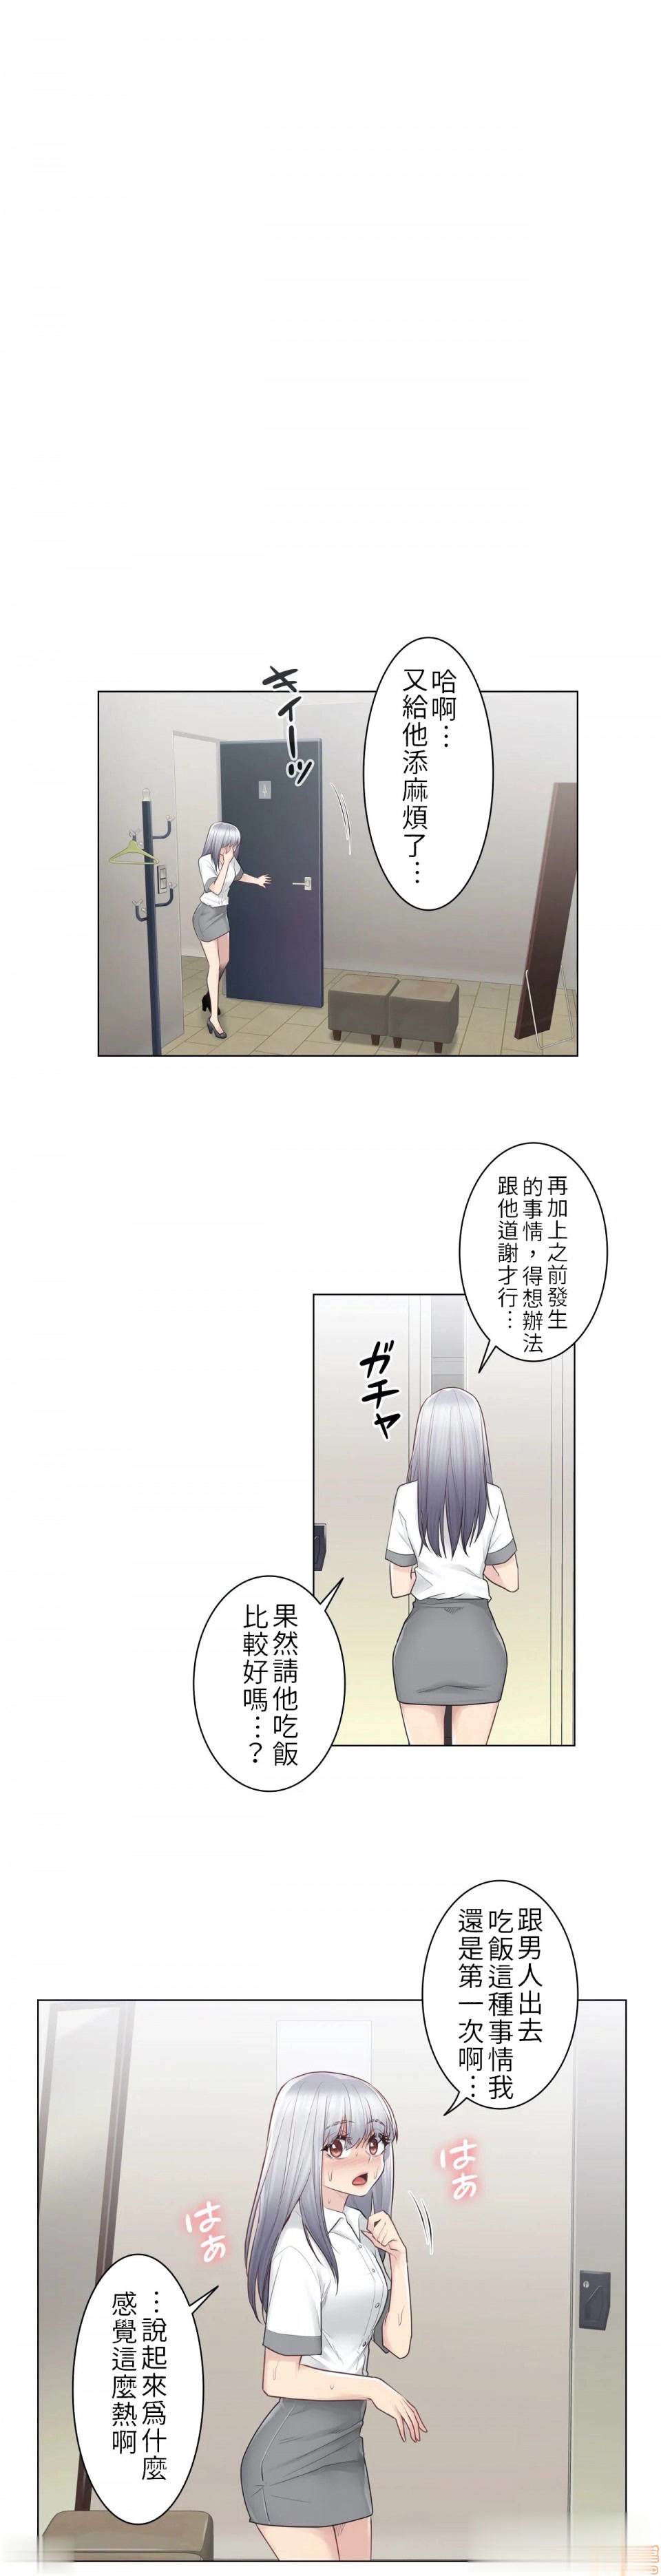 哈啊…
又給他添麻煩了…
キィーッ
再加上之前發生
的事情，得想辦法
跟他道謝才行…
ガチャ
果然請他吃飯
比較好嗎…？
跟男人出去
吃飯這種事情我
還是第一次啊…
はぁ
はぁ
…說起來爲什麼
感覺這麼熱啊